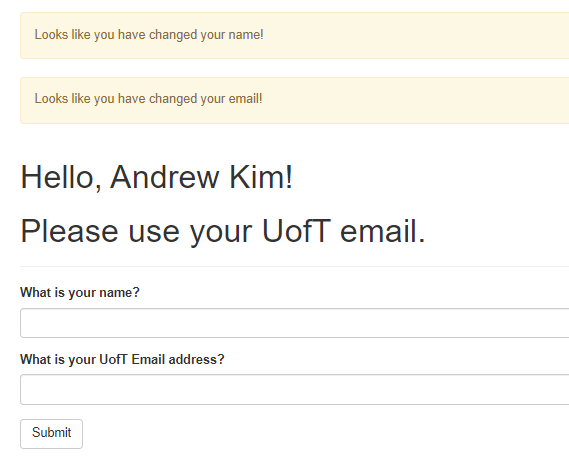 Looks like you have changed your name!
Looks like you have changed your email!
Hello, Andrew Kim!
Please use your UofT email.
What is your name?
What is your UofT Email address?
Submit